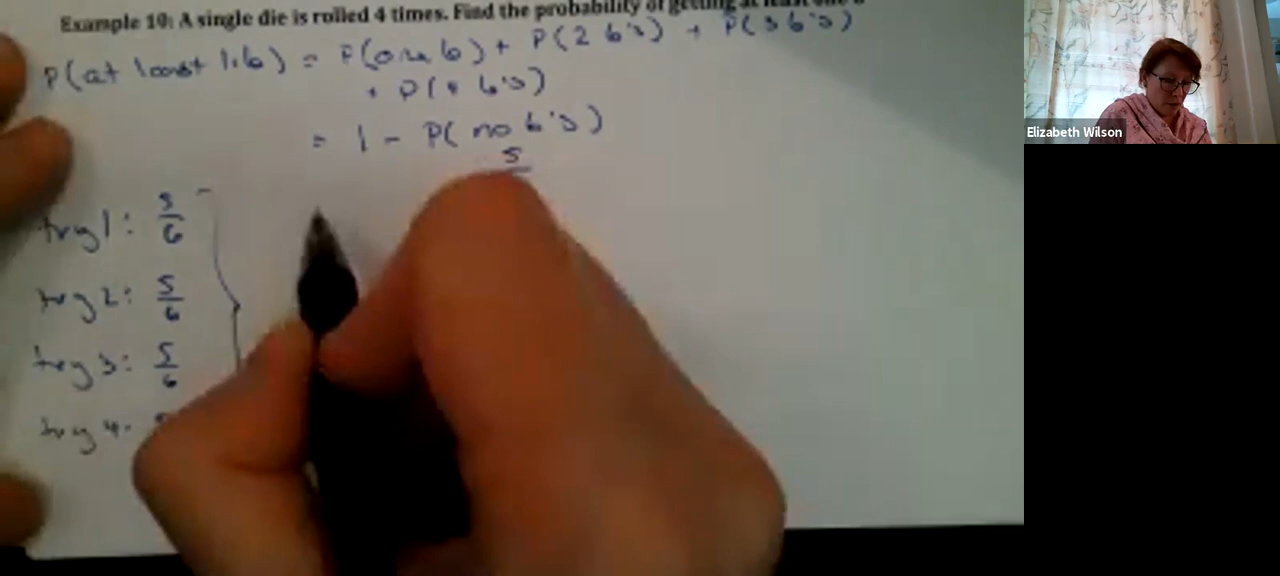 Example 10: A single die is rolled 4 times. Find the probability of getting at least one 6
P(at least 1 6) = P(one 6) + P(2 6's) + P(3 6's)
+ P(4 6's)
= 1 - P(no 6's)
5
try 1: 5/6
try 2: 5/6
try 3: 5/6
try 4:
Elizabeth Wilson